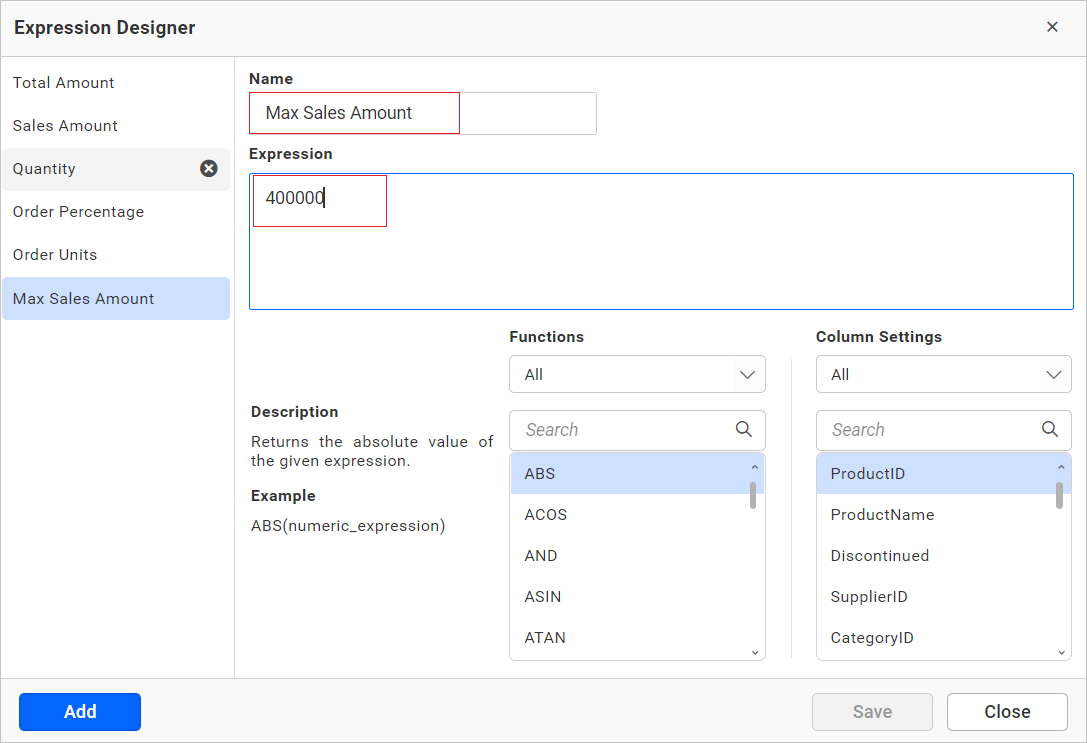 Expression Designer
Total Amount
Sales Amount
Quantity
Order Percentage
Order Units
Max Sales Amount
Name
Max Sales Amount
Expression
400000
Description
Returns the absolute value of
the given expression.
Example
ABS(numeric_expression)
Functions
All
Search
ABS
ACOS
AND
ASIN
ATAN
Column Settings
All
Search
ProductID
ProductName
Discontinued
SupplierID
CategoryID
Add
Save
Close